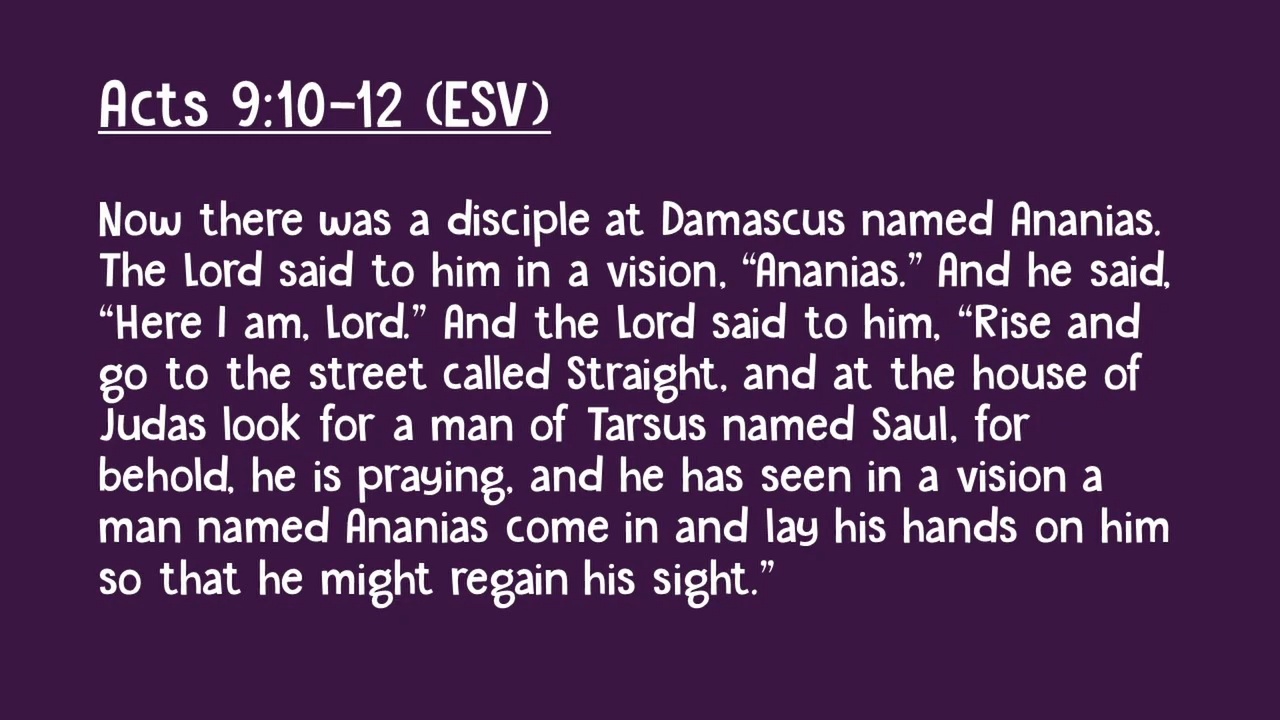 Acts 9:10–12 (ESV)
Now there was a disciple at Damascus named Ananias.
The Lord said to him in a vision, “Ananias.” And he said,
“Here I am, Lord.” And the Lord said to him, “Rise and
go to the street called Straight, and at the house of
Judas look for a man of Tarsus named Saul, for
behold, he is praying, and he has seen in a vision a
man named Ananias come in and lay his hands on him
so that he might regain his sight.”